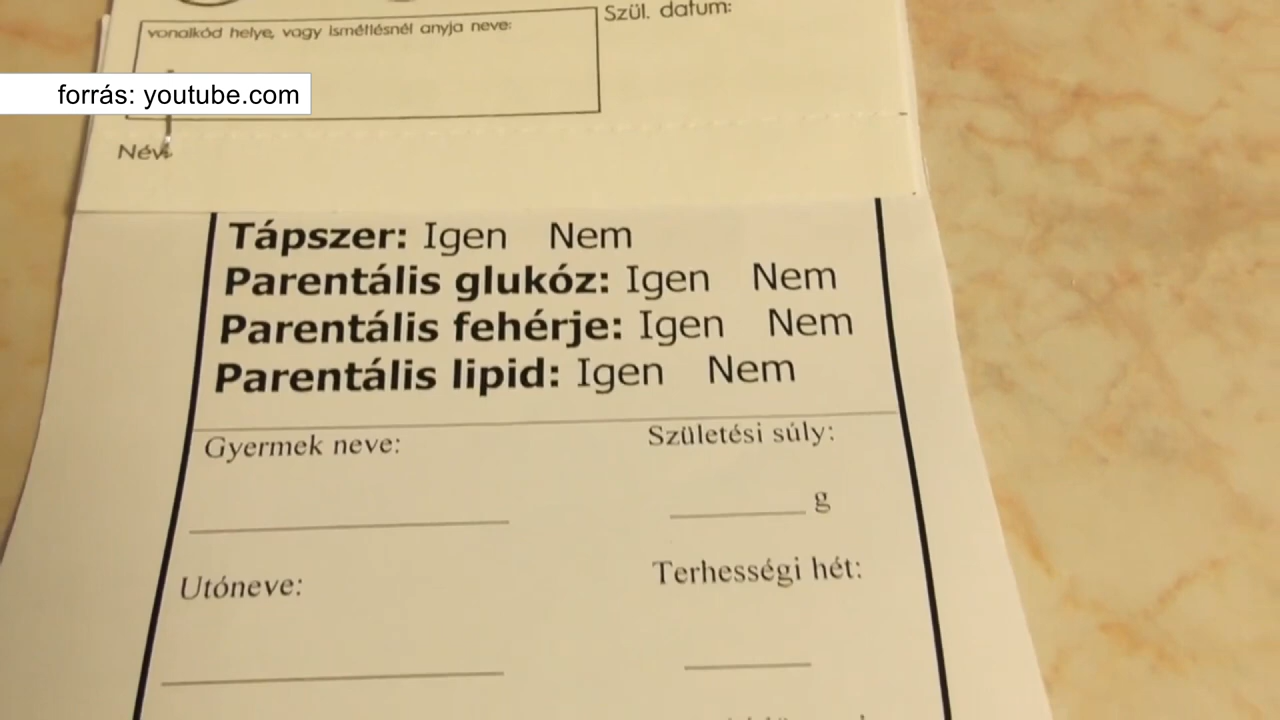 Szül. dátum:
vonalkód helye, vagy ismétlésnél anyja neve:
forrás: youtube.com
Név:
Tápszer: Igen Nem
Parentális glukóz: Igen Nem
Parentális fehérje: Igen Nem
Parentális lipid: Igen Nem
Gyermek neve: Születési súly:
g
Utóneve: Terhességi hét: